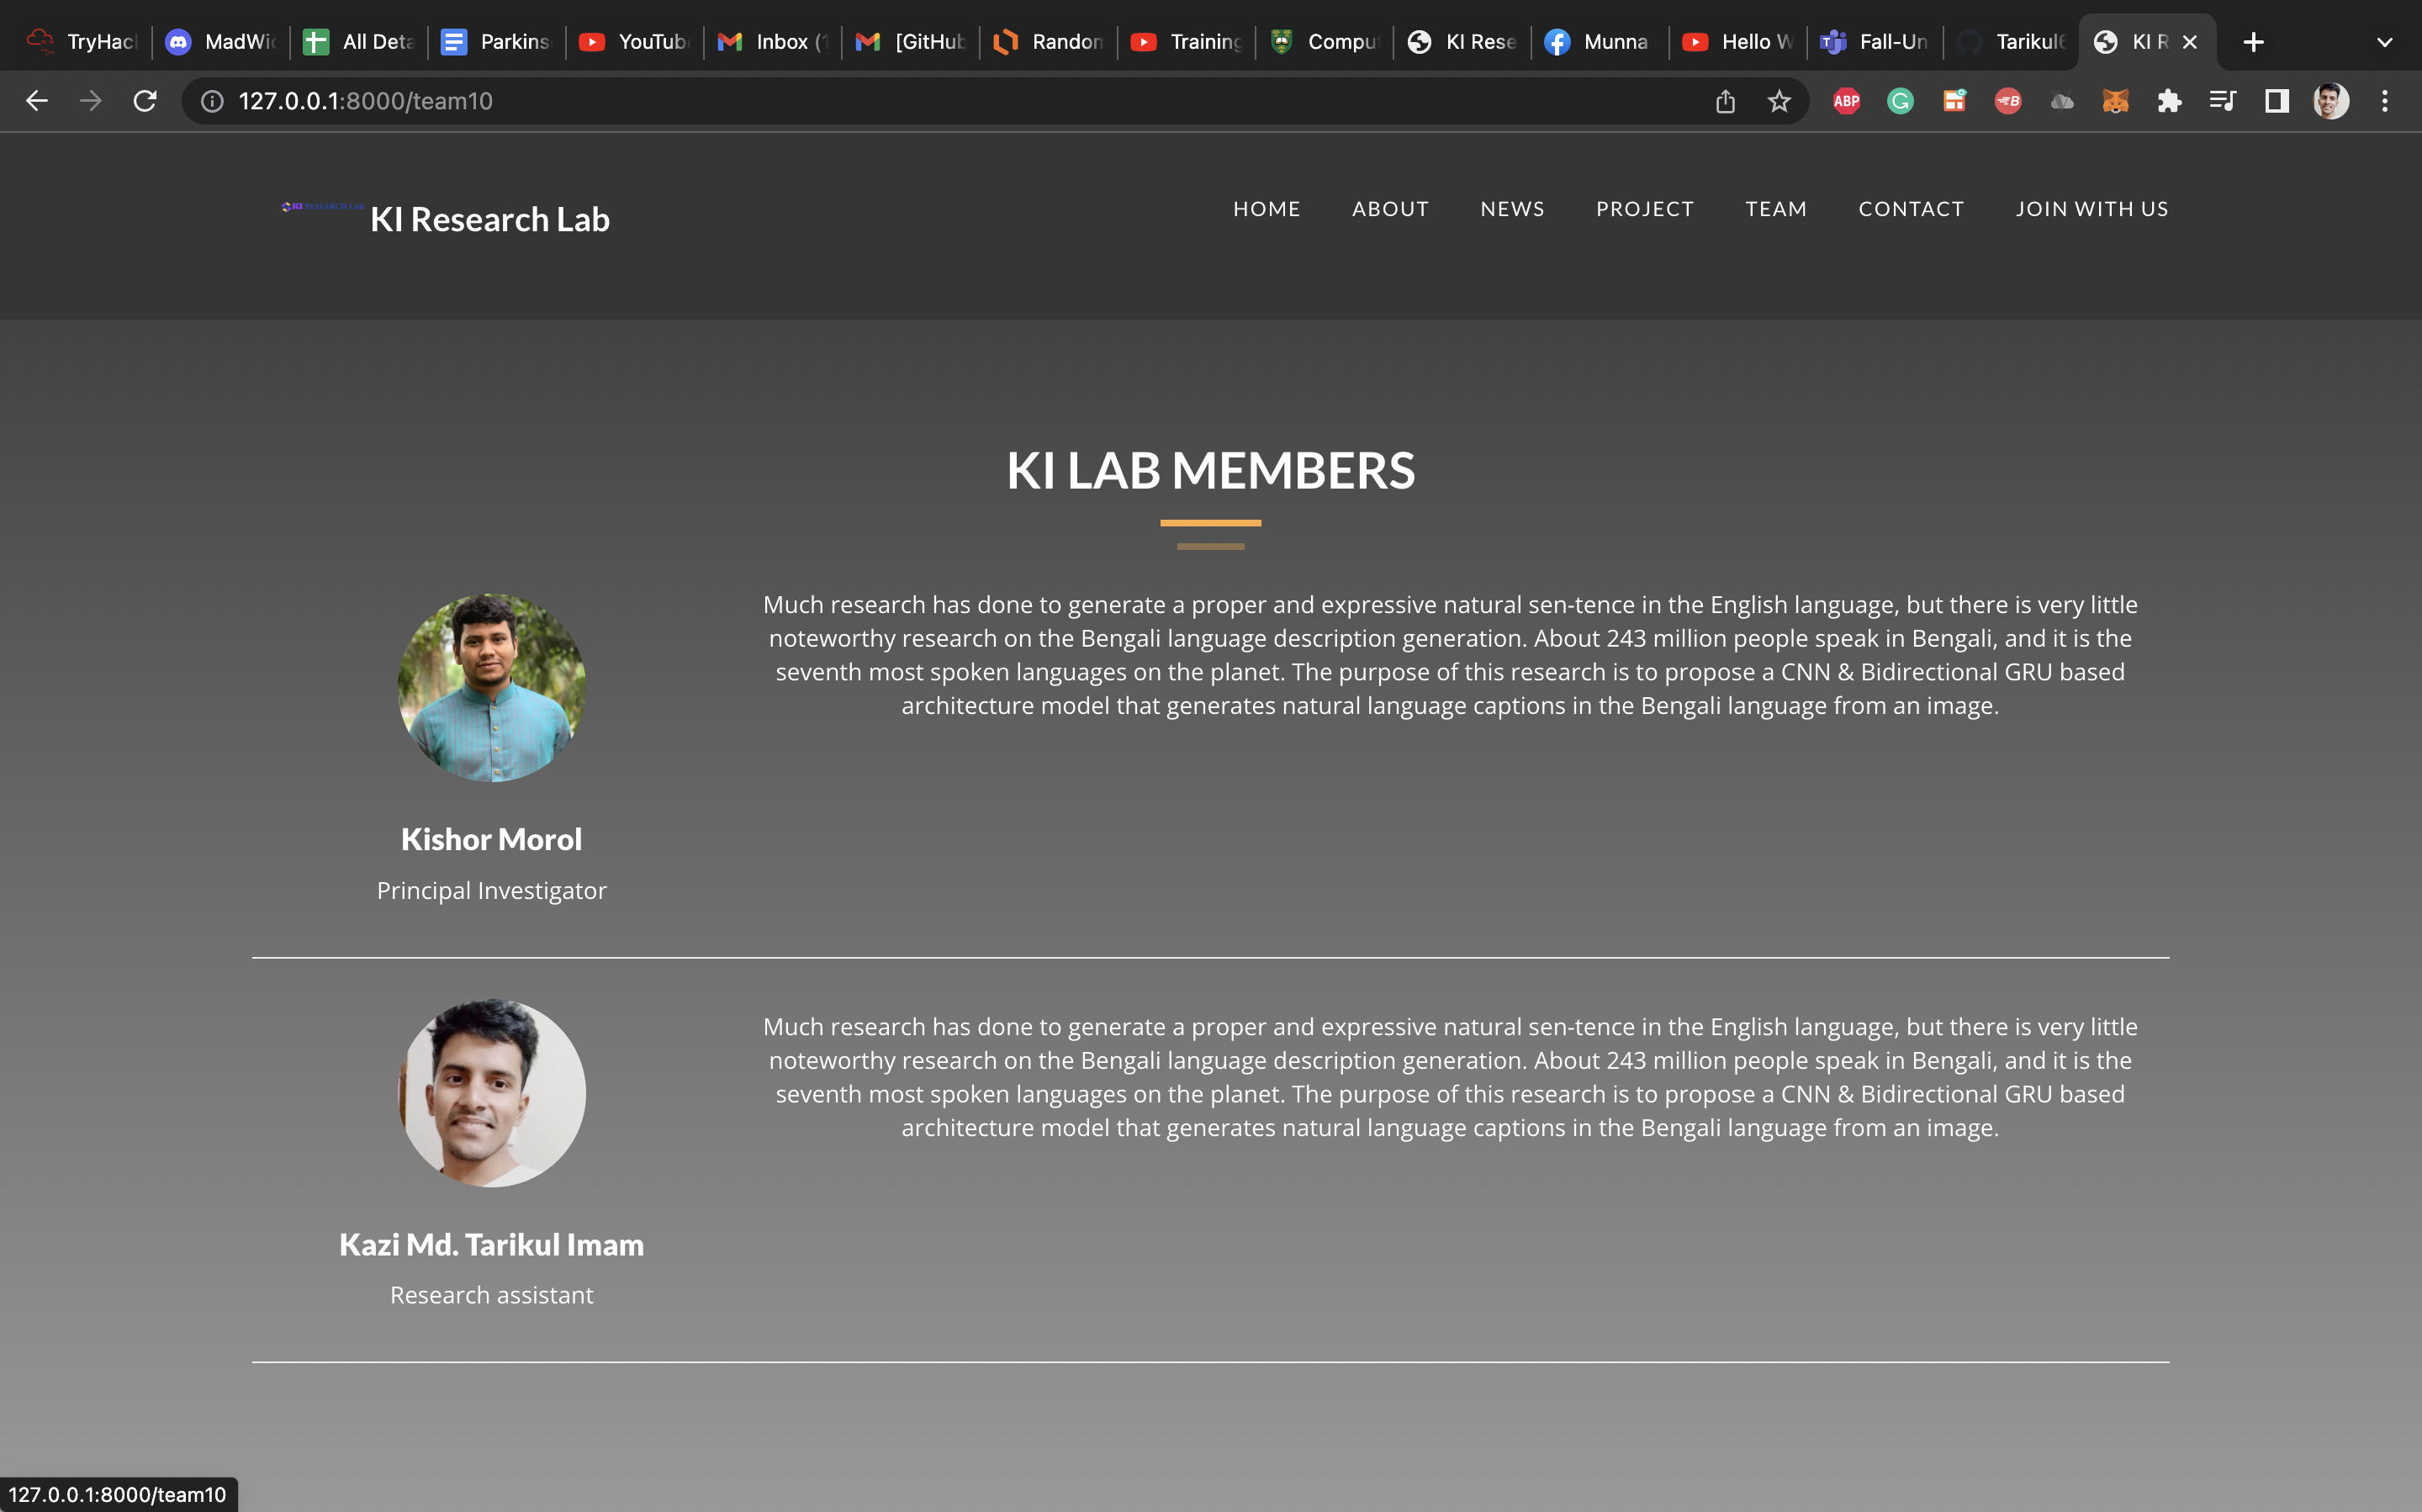 TryHac
MadWic
All Deta
Parkins
YouTub
Inbox (1
[GitHub
Random
Training
Comput
KI Rese
Munna
Hello W
Fall-Un
Tarikul6
KI R
127.0.0.1:8000/team10
ABP
KI RESEARCH LAB
KI Research Lab
HOME
ABOUT
NEWS
PROJECT
TEAM
CONTACT
JOIN WITH US
KI LAB MEMBERS
Much research has done to generate a proper and expressive natural sen-tence in the English language, but there is very little
noteworthy research on the Bengali language description generation. About 243 million people speak in Bengali, and it is the
seventh most spoken languages on the planet. The purpose of this research is to propose a CNN & Bidirectional GRU based
architecture model that generates natural language captions in the Bengali language from an image.
Kishor Morol
Principal Investigator
Much research has done to generate a proper and expressive natural sen-tence in the English language, but there is very little
noteworthy research on the Bengali language description generation. About 243 million people speak in Bengali, and it is the
seventh most spoken languages on the planet. The purpose of this research is to propose a CNN & Bidirectional GRU based
architecture model that generates natural language captions in the Bengali language from an image.
Kazi Md. Tarikul Imam
Research assistant
127.0.0.1:8000/team10